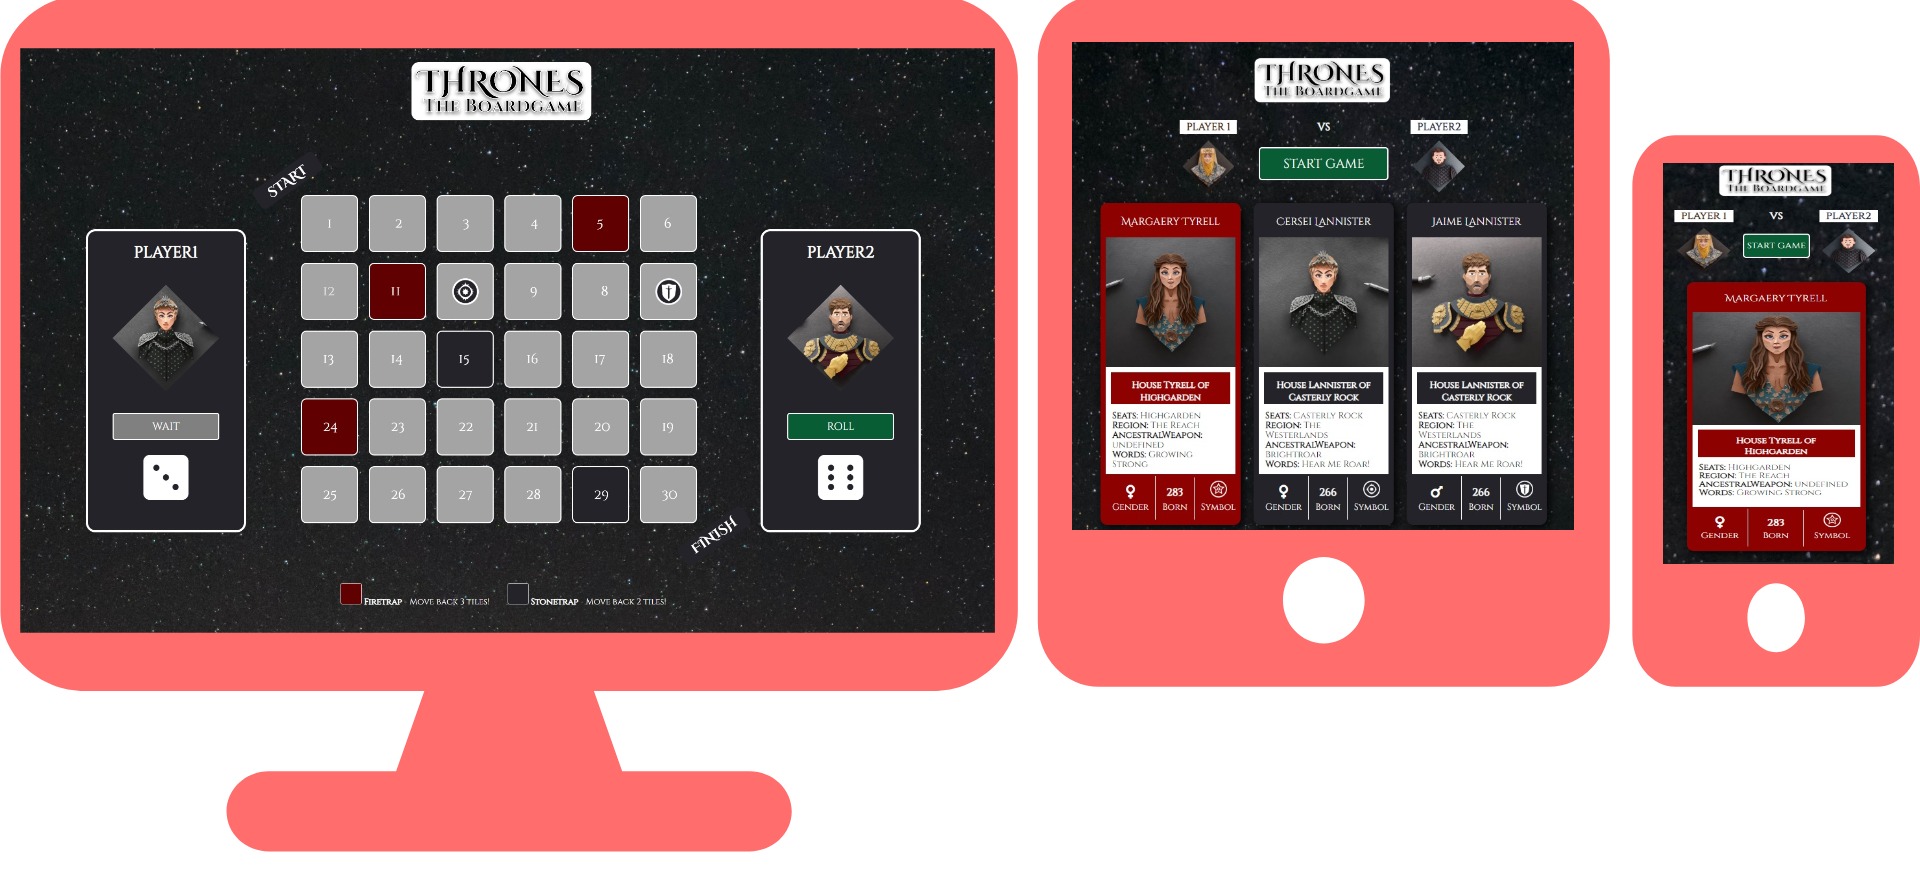 THRONES
THE BOARDGAME
START
PLAYER1
WAIT
1 2 3 4 5 6
12 11 9 8
13 14 15 16 17 18
24 23 22 21 20 19
25 26 27 28 29 30
FINISH
PLAYER2
ROLL
FIRETRAP - MOVE BACK 3 TILES!
STONETRAP - MOVE BACK 2 TILES!
THRONES
THE BOARDGAME
PLAYER 1 VS PLAYER2
START GAME
MARGAERY TYRELL
HOUSE TYRELL OF
HIGHGARDEN
SEATS: HIGHGARDEN
REGION: THE REACH
ANCESTRALWEAPON:
UNDEFINED
WORDS: GROWING
STRONG
GENDER
283
BORN
SYMBOL
CERSEI LANNISTER
HOUSE LANNISTER OF
CASTERLY ROCK
SEATS: CASTERLY ROCK
REGION: THE
WESTERLANDS
ANCESTRALWEAPON:
BRIGHTROAR
WORDS: HEAR ME ROAR!
GENDER
266
BORN
SYMBOL
JAIME LANNISTER
HOUSE LANNISTER OF
CASTERLY ROCK
SEATS: CASTERLY ROCK
REGION: THE
WESTERLANDS
ANCESTRALWEAPON:
BRIGHTROAR
WORDS: HEAR ME ROAR!
GENDER
266
BORN
SYMBOL
THRONES
THE BOARDGAME
PLAYER 1 VS PLAYER2
START GAME
MARGAERY TYRELL
HOUSE TYRELL OF
HIGHGARDEN
SEATS: HIGHGARDEN
REGION: THE REACH
ANCESTRALWEAPON: UNDEFINED
WORDS: GROWING STRONG
GENDER
283
BORN
SYMBOL